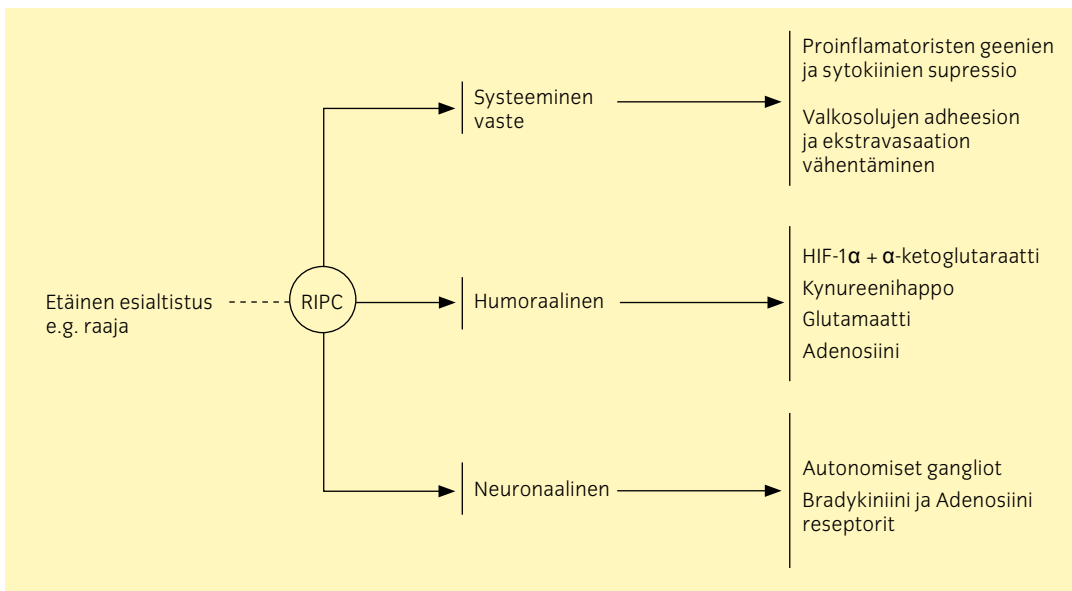 Etäinen esialtistus
e.g. raaja
RIPC
Systeeminen
vaste
Proinflamatoristen geenien
ja sytokiinien supressio
Valkosolujen adheesion
ja ekstravasaation
vähentäminen
Humoraalinen
HIF-1α + α-ketoglutaraatti
Kynureenihappo
Glutamaatti
Adenosiini
Neuronaalinen
Autonomiset gangliot
Bradykiniini ja Adenosiini
reseptorit